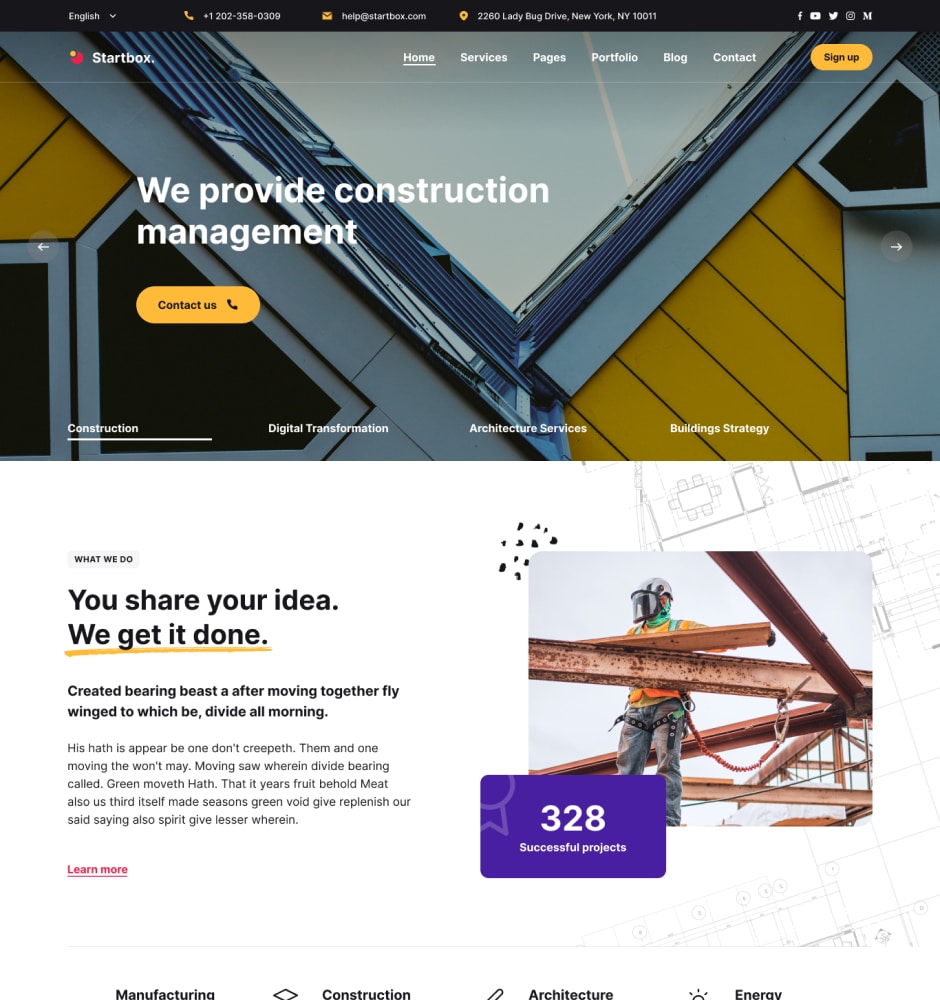 English
+1 202-358-0309
help@startbox.com
2260 Lady Bug Drive, New York, NY 10011
Startbox.
Home Services Pages Portfolio Blog Contact
Sign up
We provide construction
management
Contact us
Construction
Digital Transformation
Architecture Services
Buildings Strategy
WHAT WE DO
You share your idea.
We get it done.
Created bearing beast a after moving together fly
winged to which be, divide all morning.
His hath is appear be one don't creepeth. Them and one
moving the won't may. Moving saw wherein divide bearing
called. Green moveth Hath. That it years fruit behold Meat
also us third itself made seasons green void give replenish our
said saying also spirit give lesser wherein.
Learn more
328
Successful projects
Manufacturing
Construction
Architecture
Energy